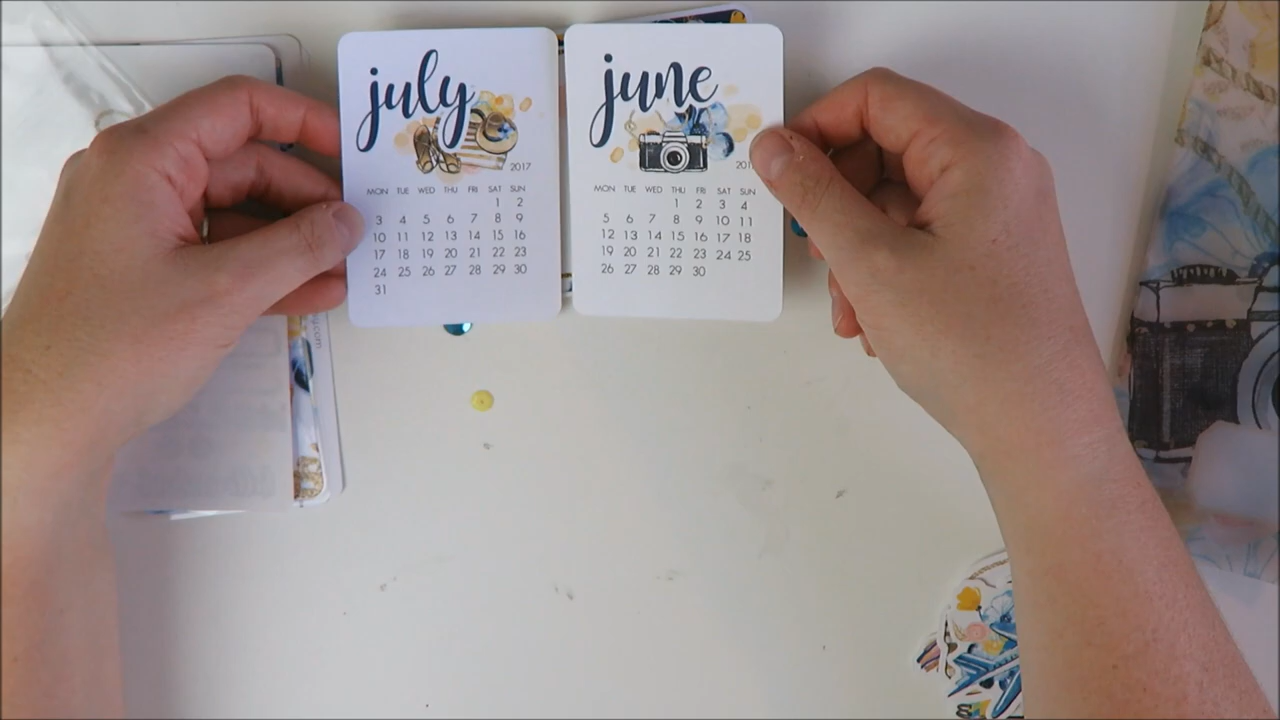 july
2017
MON TUE WED THU FRI SAT SUN
1 2
3 4 5 6 7 8 9
10 11 12 13 14 15 16
17 18 19 20 21 22 23
24 25 26 27 28 29 30
31
june
201
MON TUE WED THU FRI SAT SUN
1 2 3 4
5 6 7 8 9 10 11
12 13 14 15 16 17 18
19 20 21 22 23 24 25
26 27 28 29 30
.com